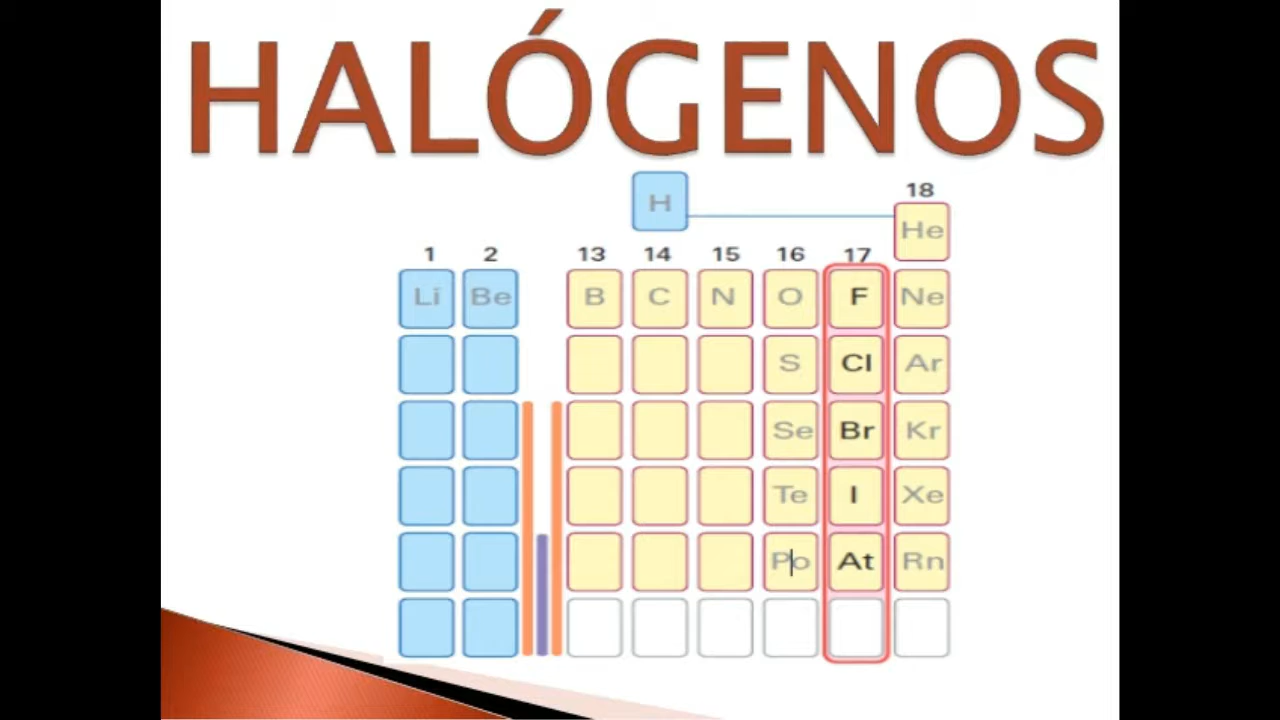 HALÓGENOS
18
H
He
1 2 13 14 15 16 17
Li Be B C N O F Ne
S Cl Ar
Se Br Kr
Te I Xe
Po At Rn